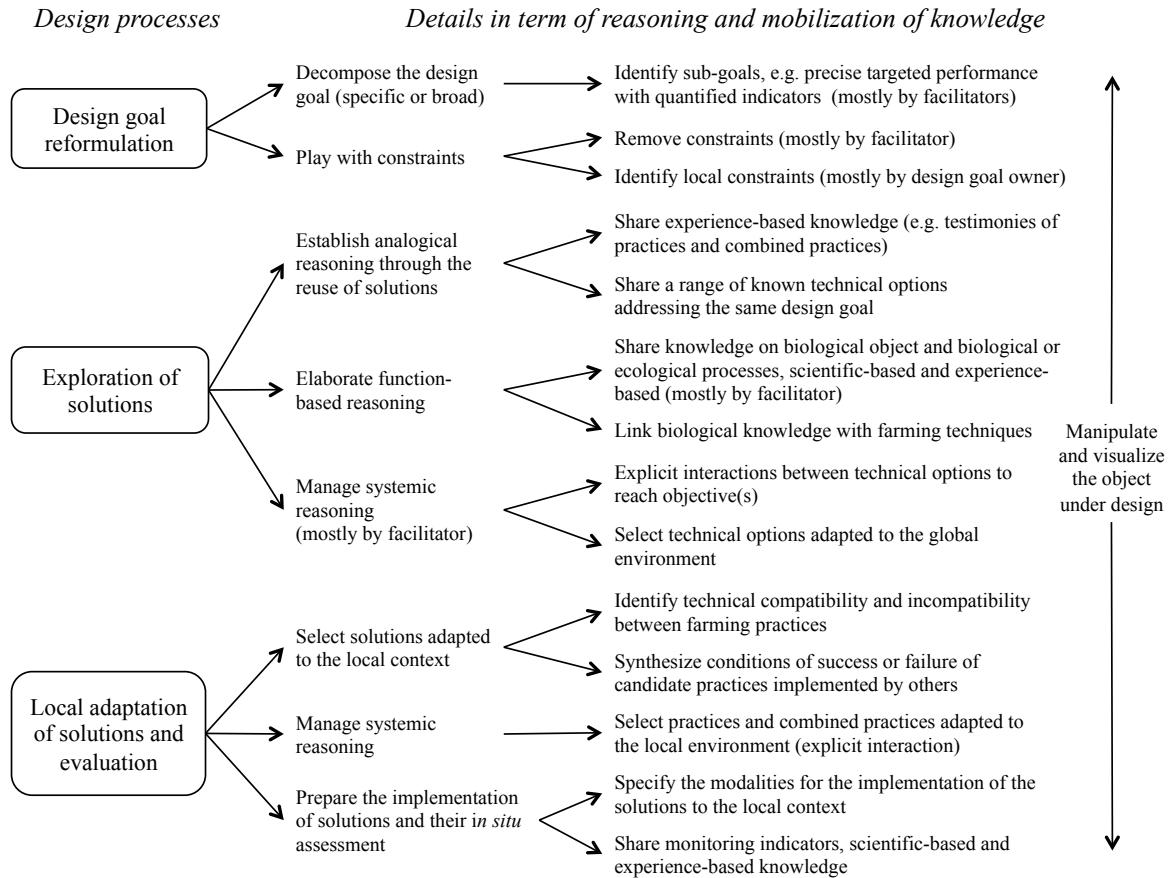 Design processes
Details in term of reasoning and mobilization of knowledge
Design goal
reformulation
Decompose the design
goal (specific or broad)
Identify sub-goals, e.g. precise targeted performance
with quantified indicators  (mostly by facilitators)
Play with constraints
Remove constraints (mostly by facilitator)
Identify local constraints (mostly by design goal owner)
Exploration of
solutions
Establish analogical
reasoning through the
reuse of solutions
Share experience-based knowledge (e.g. testimonies of
practices and combined practices)
Share a range of known technical options
addressing the same design goal
Elaborate function-
based reasoning
Share knowledge on biological object and biological or
ecological processes, scientific-based and experience-
based (mostly by facilitator)
Link biological knowledge with farming techniques
Manage systemic
reasoning
(mostly by facilitator)
Explicit interactions between technical options to
reach objective(s)
Select technical options adapted to the global
environment
Local adaptation
of solutions and
evaluation
Select solutions adapted
to the local context
Identify technical compatibility and incompatibility
between farming practices
Synthesize conditions of success or failure of
candidate practices implemented by others
Manage systemic
reasoning
Select practices and combined practices adapted to
the local environment (explicit interaction)
Prepare the implementation
of solutions and their in situ
assessment
Specify the modalities for the implementation of the
solutions to the local context
Share monitoring indicators, scientific-based and
experience-based knowledge
Manipulate
and visualize
the object
under design